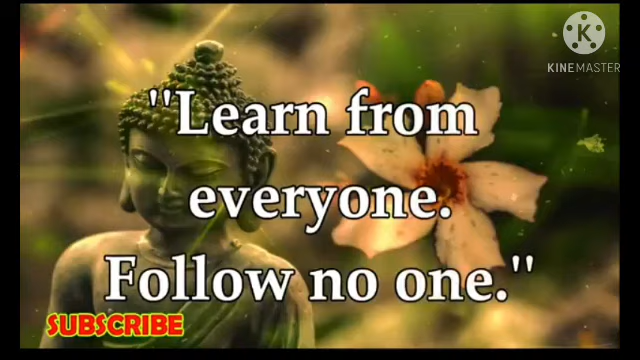 KINEMASTER
"Learn from
everyone.
Follow no one."
SUBSCRIBE